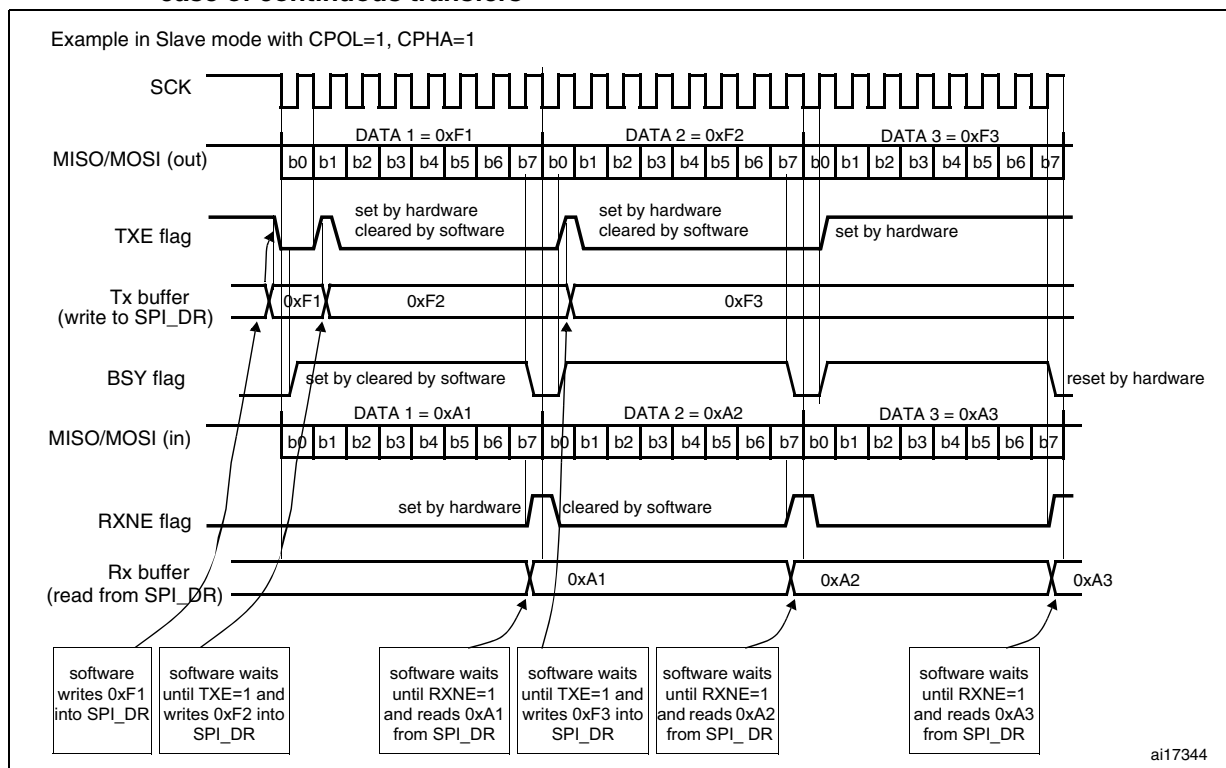 case of continuous transfers
Example in Slave mode with CPOL=1, CPHA=1
SCK
DATA 1 = 0xF1
DATA 2 = 0xF2
DATA 3 = 0xF3
MISO/MOSI (out)
b0 b1 b2 b3 b4 b5 b6 b7 b0 b1 b2 b3 b4 b5 b6 b7 b0 b1 b2 b3 b4 b5 b6 b7
set by hardware
cleared by software
set by hardware
cleared by software
TXE flag
set by hardware
Tx buffer
(write to SPI_DR)
0xF1
0xF2
0xF3
BSY flag
set by cleared by software
reset by hardware
DATA 1 = 0xA1
DATA 2 = 0xA2
DATA 3 = 0xA3
MISO/MOSI (in)
b0 b1 b2 b3 b4 b5 b6 b7 b0 b1 b2 b3 b4 b5 b6 b7 b0 b1 b2 b3 b4 b5 b6 b7
RXNE flag
set by hardware
cleared by software
Rx buffer
(read from SPI_DR)
0xA1
0xA2
0xA3
software
writes 0xF1
into SPI_DR
software waits
until TXE=1 and
writes 0xF2 into
SPI_DR
software waits
until RXNE=1
and reads 0xA1
from SPI_DR
software waits
until TXE=1 and
writes 0xF3 into
SPI_DR
software waits
until RXNE=1
and reads 0xA2
from SPI_ DR
software waits
until RXNE=1
and reads 0xA3
from SPI_DR
ai17344